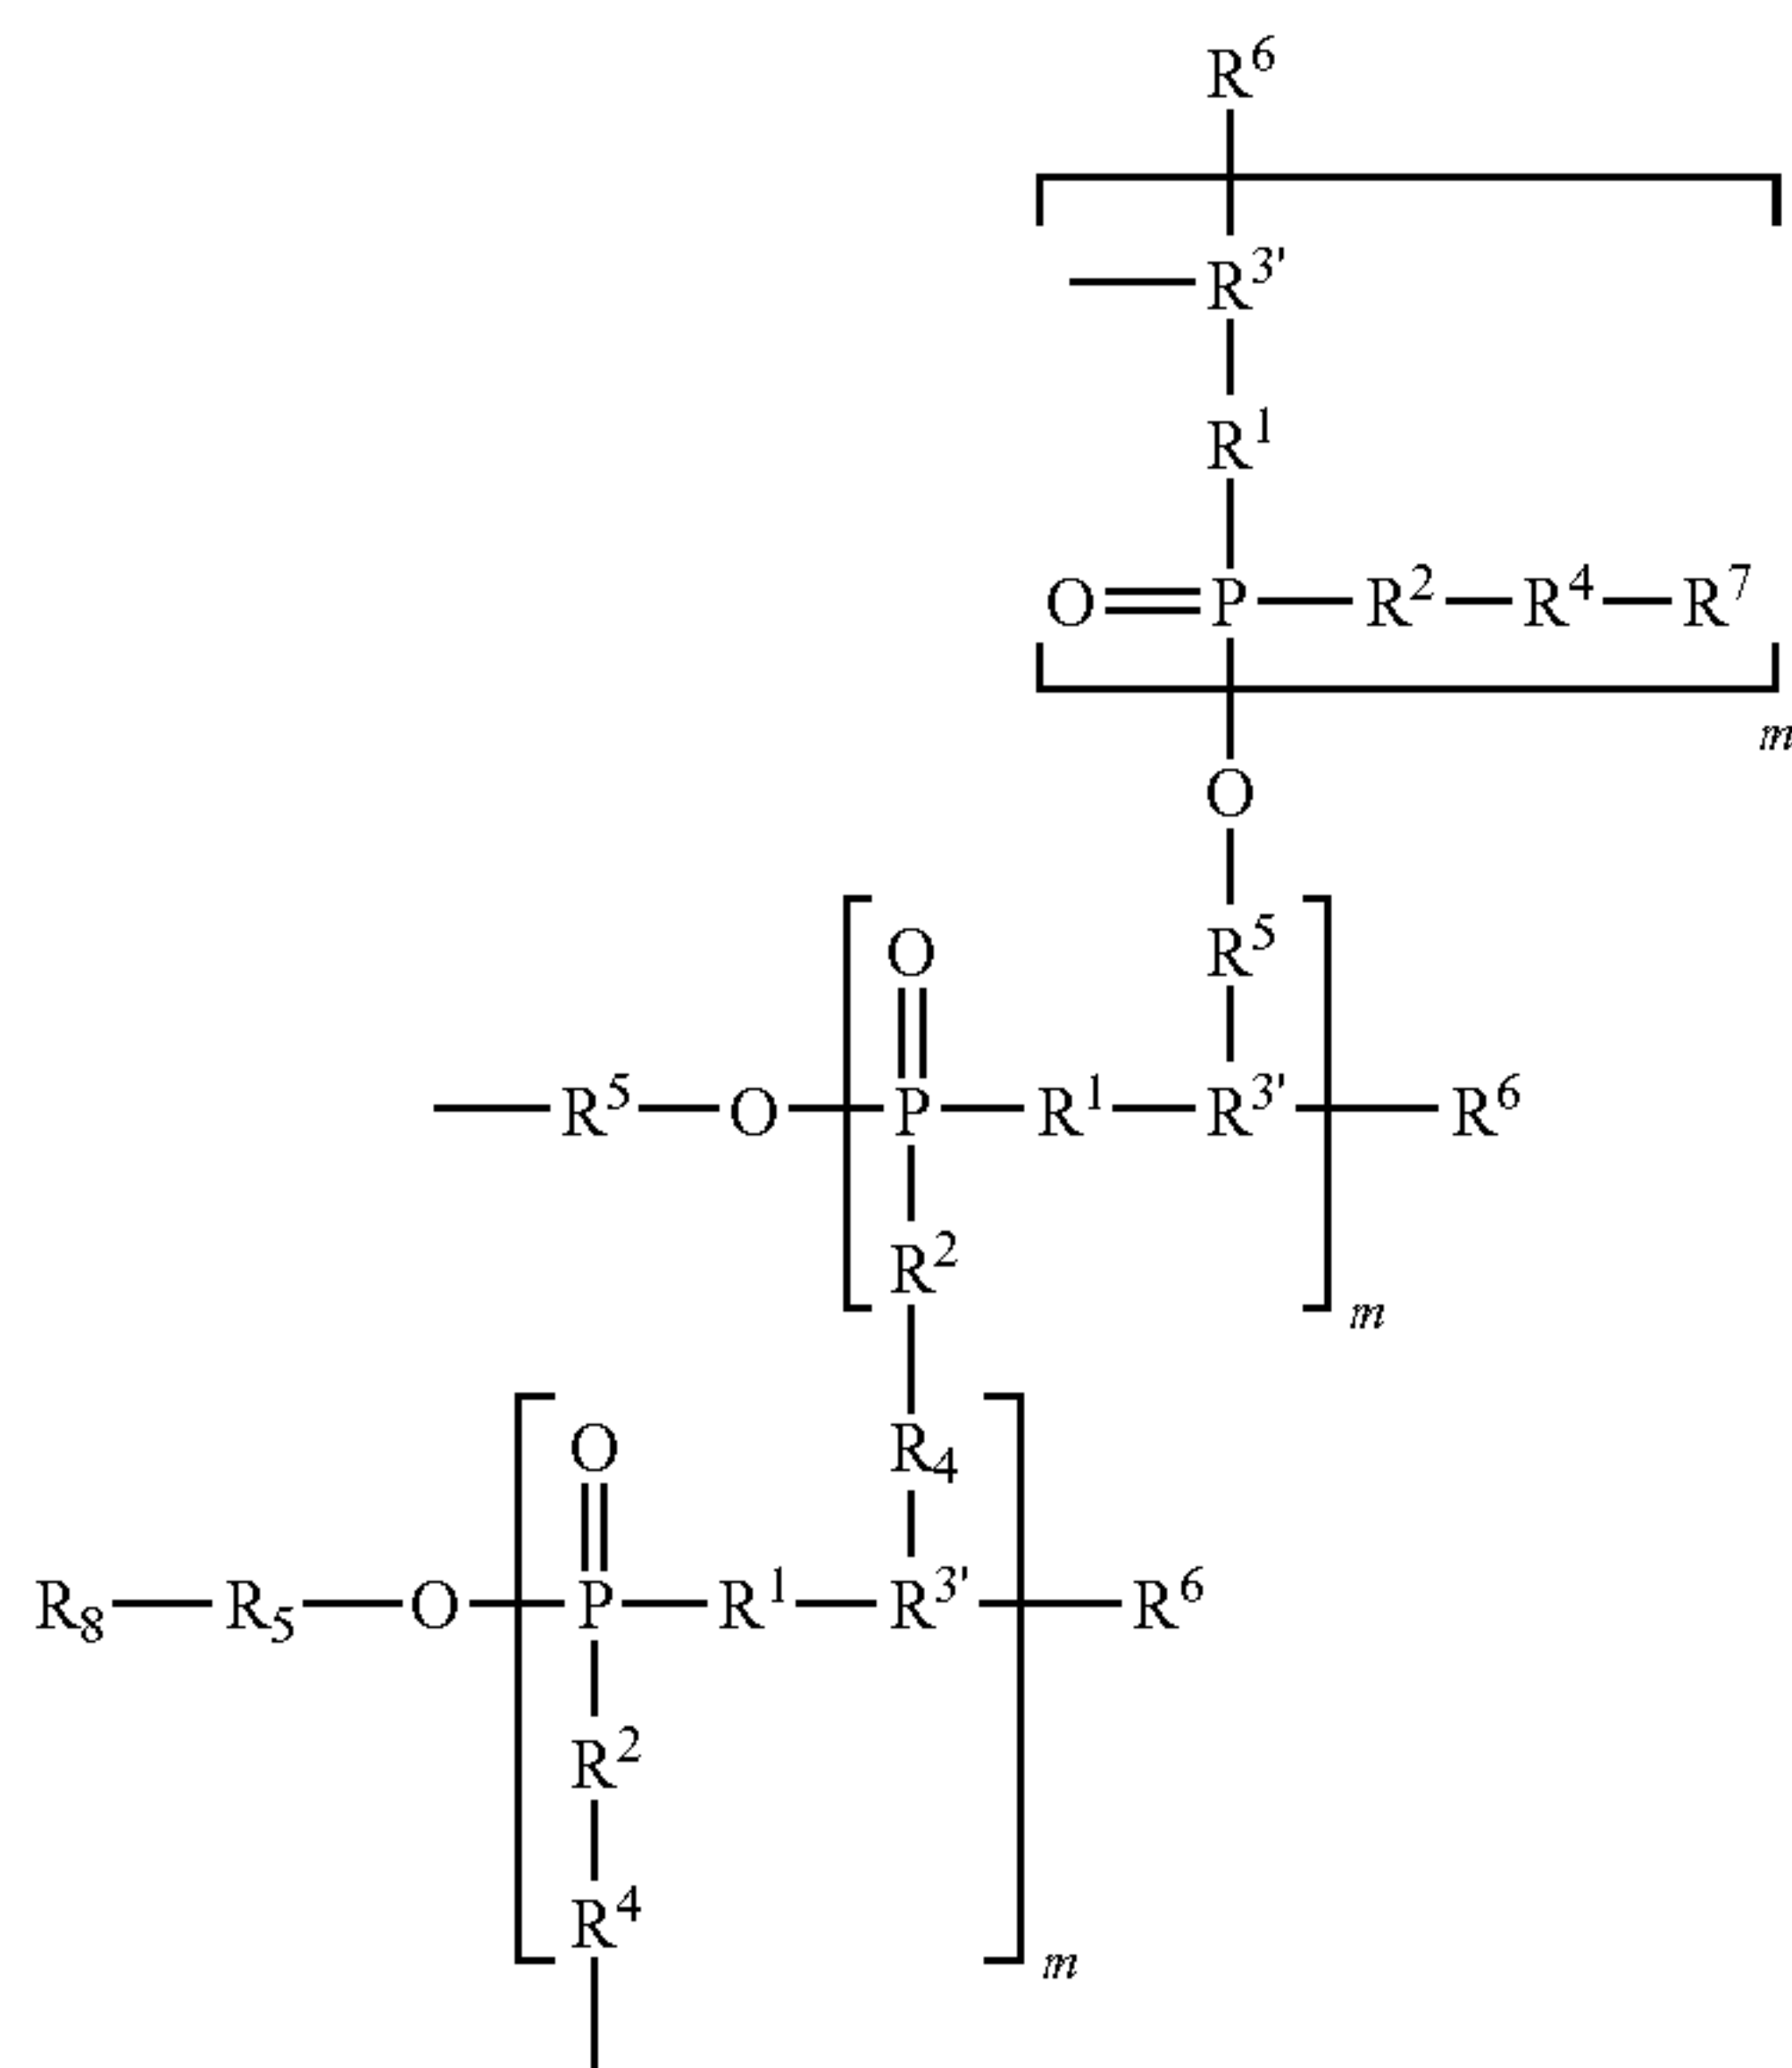 R⁶
R³'
R¹
O P R² R⁴ R⁷
m
O
O R⁵
R⁵ O P R¹ R³' R⁶
R²
m
O R₄
R₈ R₅ O P R¹ R³' R⁶
R²
R⁴
m